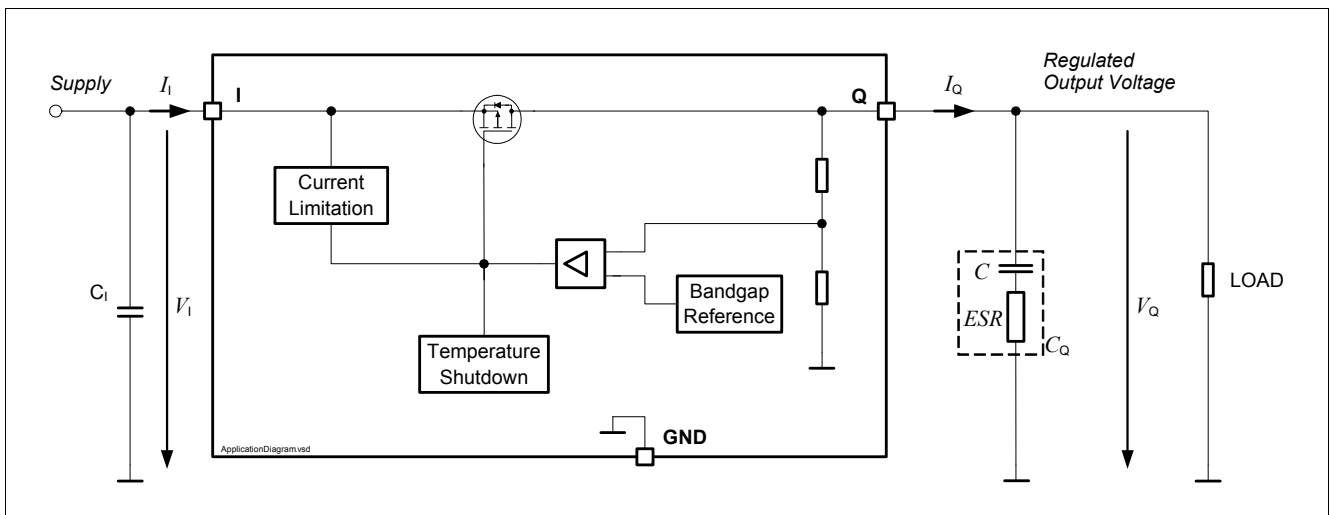 Supply
I_I
I
Q
I_Q
Regulated
Output Voltage
Current
Limitation
C_I
V_I
Bandgap
Reference
Temperature
Shutdown
C
ESR
C_Q
V_Q
LOAD
GND
ApplicationDiagram.vsd